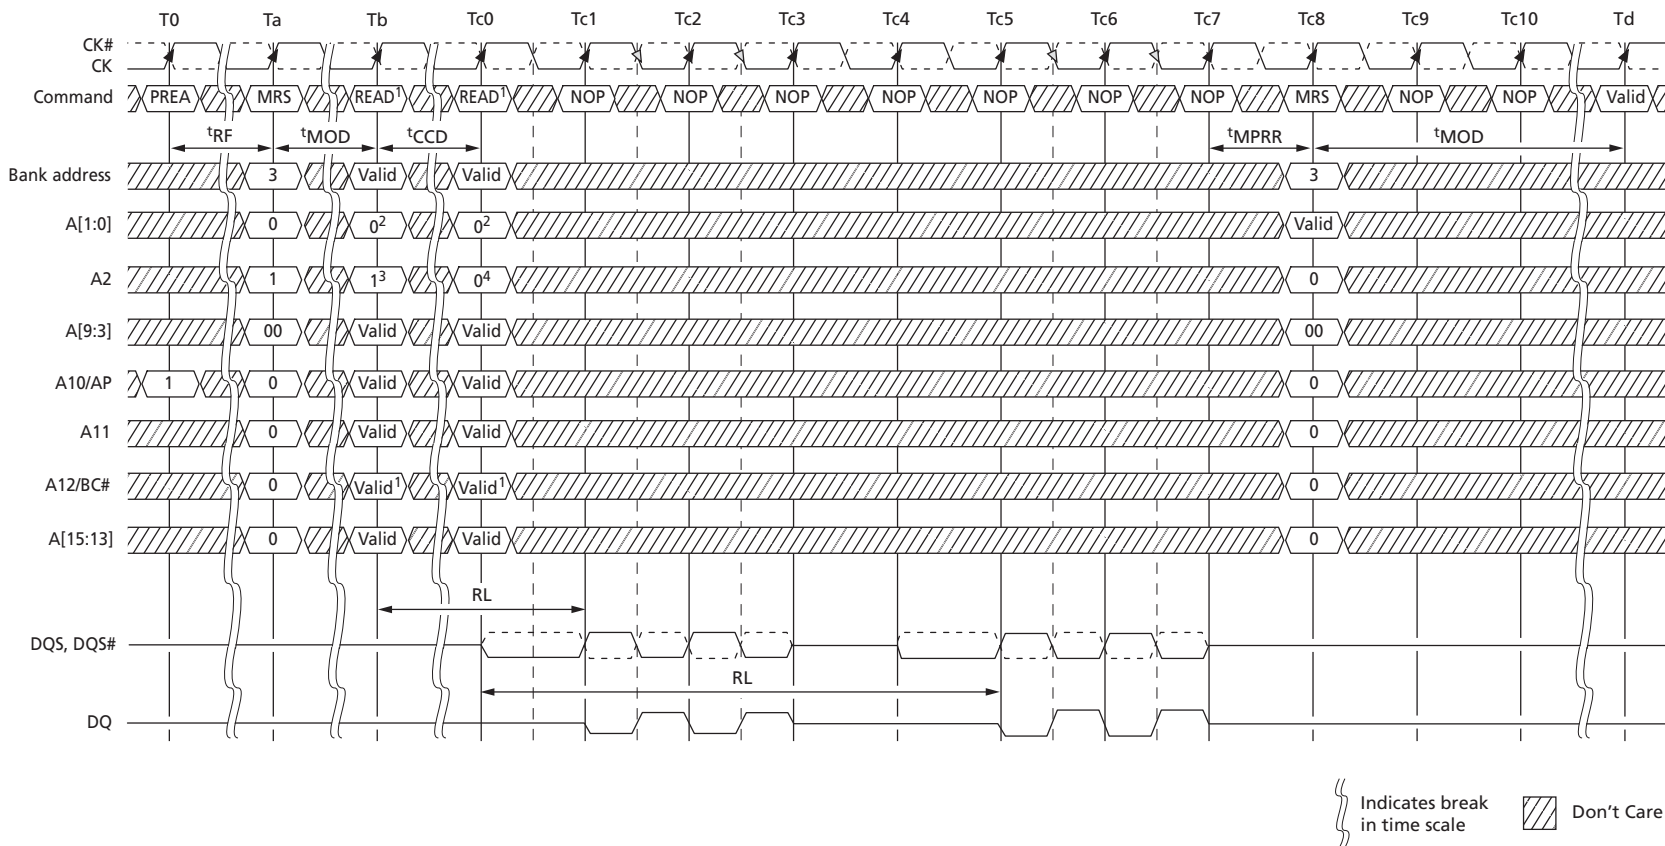 T0 Ta Tb Tc0 Tc1 Tc2 Tc3 Tc4 Tc5 Tc6 Tc7 Tc8 Tc9 Tc10 Td
CK#
CK
Command PREA MRS READ1 READ1 NOP NOP NOP NOP NOP NOP NOP MRS NOP NOP Valid
tRF tMOD tCCD tMPRR tMOD
Bank address 3 Valid Valid 3
A[1:0] 0 02 02 Valid
A2 1 13 04 0
A[9:3] 00 Valid Valid 00
A10/AP 1 0 Valid Valid 0
A11 0 Valid Valid 0
A12/BC# 0 Valid1 Valid1 0
A[15:13] 0 Valid Valid 0
RL
DQS, DQS#
RL
DQ
Indicates break
in time scale
Don't Care